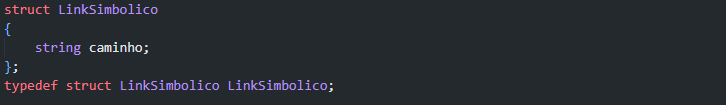 struct LinkSimbolico
{
    string caminho;
};
typedef struct LinkSimbolico LinkSimbolico;